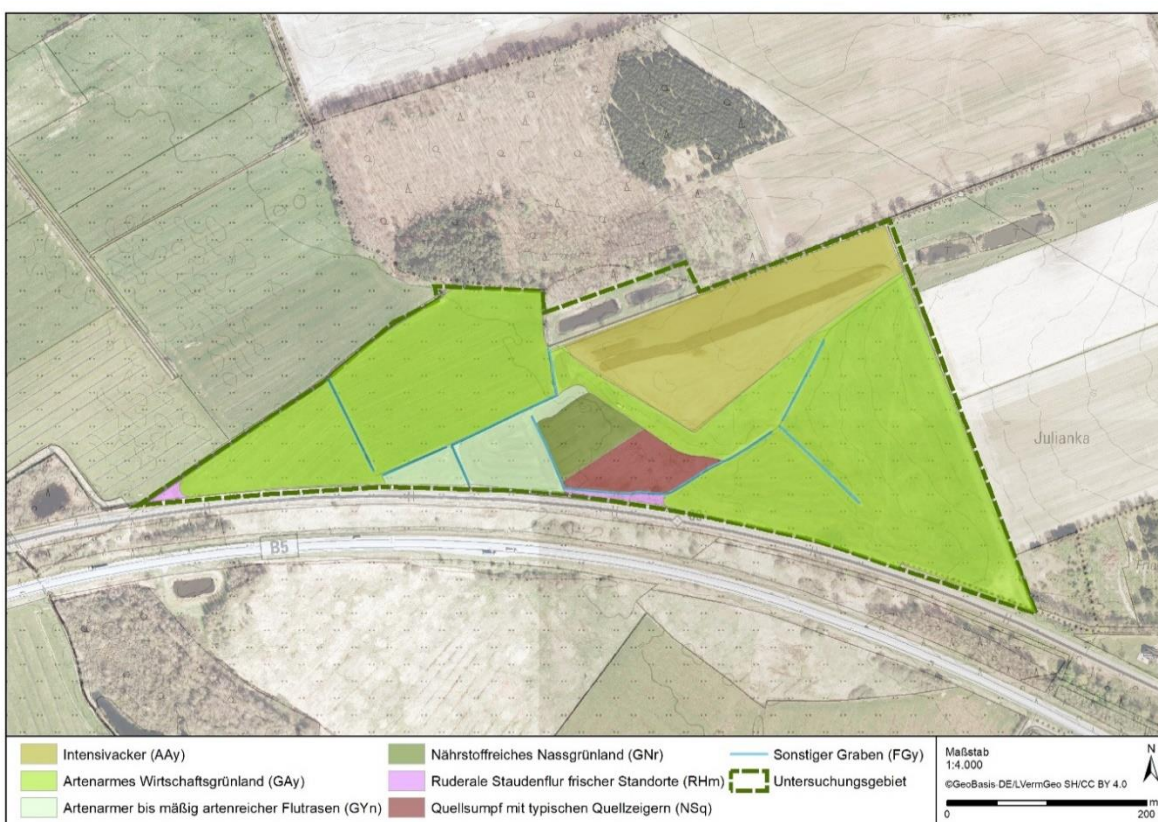 Julianka
B5
Intensivacker (AAy)
Artenarmes Wirtschaftsgrünland (GAy)
Artenarmer bis mäßig artenreicher Flutrasen (GYn)
Nährstoffreiches Nassgrünland (GNr)
Ruderale Staudenflur frischer Standorte (RHm)
Quellsumpf mit typischen Quellzeigern (NSq)
Sonstiger Graben (FGy)
Untersuchungsgebiet
Maßstab
1:4.000
N
©GeoBasis-DE/LVermGeo SH/CC BY 4.0
m
0 200